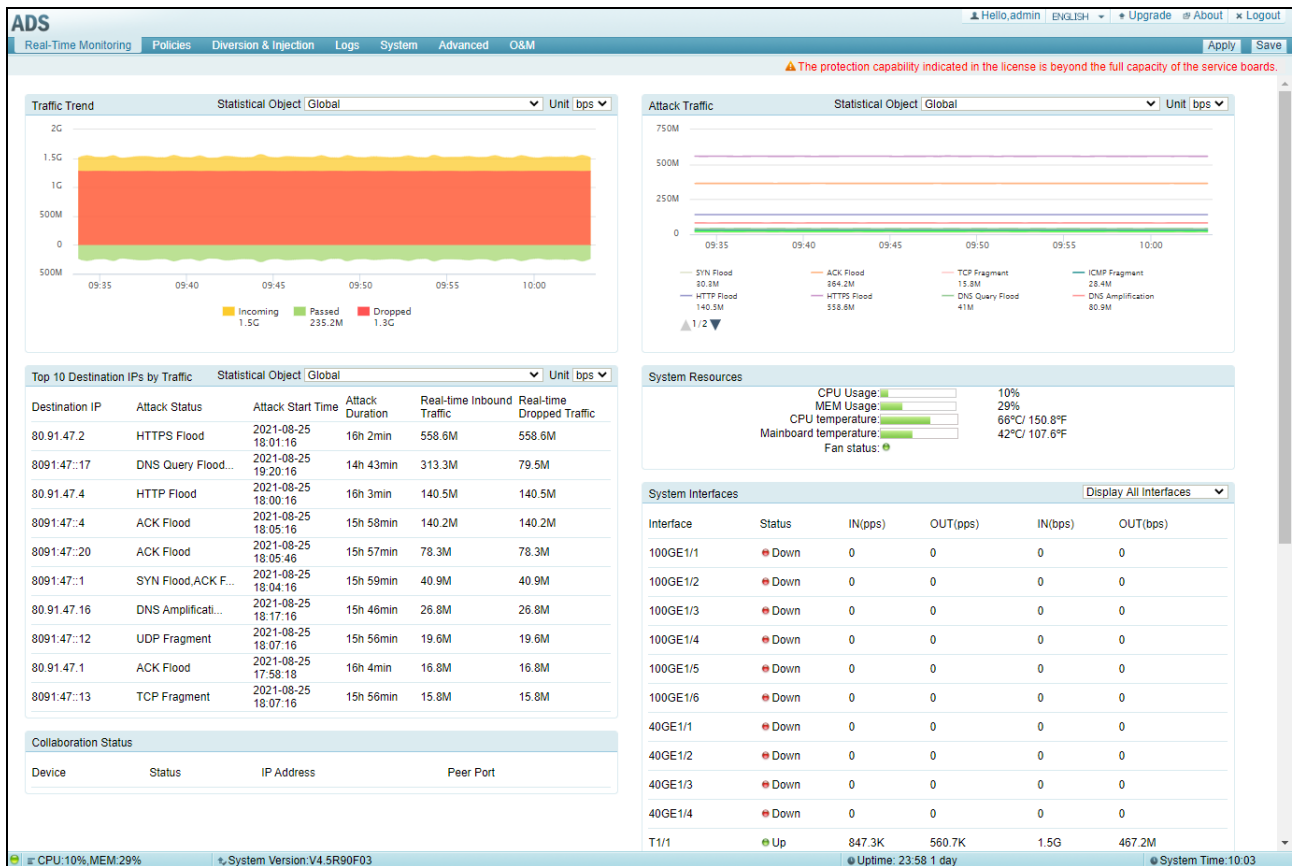 ADS
Hello,admin ENGLISH Upgrade About Logout
Real-Time Monitoring Policies Diversion & Injection Logs System Advanced O&M Apply Save
The protection capability indicated in the license is beyond the full capacity of the service boards.
Traffic Trend Statistical Object Global Unit bps
2G
1.5G
1G
500M
0
500M
09:35 09:40 09:45 09:50 09:55 10:00
Incoming Passed Dropped
1.5G 235.2M 1.3G
Attack Traffic Statistical Object Global Unit bps
750M
500M
250M
0
09:35 09:40 09:45 09:50 09:55 10:00
SYN Flood ACK Flood TCP Fragment ICMP Fragment
30.3M 364.2M 15.8M 28.4M
HTTP Flood HTTPS Flood DNS Query Flood DNS Amplification
140.5M 558.6M 41M 80.9M
1/2
Top 10 Destination IPs by Traffic Statistical Object Global Unit bps
Destination IP Attack Status Attack Start Time Attack Duration Real-time Inbound Traffic Real-time Dropped Traffic
80.91.47.2 HTTPS Flood 2021-08-25 18:01:16 16h 2min 558.6M 558.6M
8091:47::17 DNS Query Flood... 2021-08-25 19:20:16 14h 43min 313.3M 79.5M
80.91.47.4 HTTP Flood 2021-08-25 18:00:16 16h 3min 140.5M 140.5M
8091:47::4 ACK Flood 2021-08-25 18:05:16 15h 58min 140.2M 140.2M
8091:47::20 ACK Flood 2021-08-25 18:05:46 15h 57min 78.3M 78.3M
8091:47::1 SYN Flood,ACK F... 2021-08-25 18:04:16 15h 59min 40.9M 40.9M
80.91.47.16 DNS Amplificati... 2021-08-25 18:17:16 15h 46min 26.8M 26.8M
8091:47::12 UDP Fragment 2021-08-25 18:07:16 15h 56min 19.6M 19.6M
80.91.47.1 ACK Flood 2021-08-25 17:58:18 16h 4min 16.8M 16.8M
8091:47::13 TCP Fragment 2021-08-25 18:07:16 15h 56min 15.8M 15.8M
Collaboration Status
Device Status IP Address Peer Port
System Resources
CPU Usage: 10%
MEM Usage: 29%
CPU temperature: 66ºC/ 150.8ºF
Mainboard temperature: 42ºC/ 107.6ºF
Fan status:
System Interfaces Display All Interfaces
Interface Status IN(pps) OUT(pps) IN(bps) OUT(bps)
100GE1/1 Down 0 0 0 0
100GE1/2 Down 0 0 0 0
100GE1/3 Down 0 0 0 0
100GE1/4 Down 0 0 0 0
100GE1/5 Down 0 0 0 0
100GE1/6 Down 0 0 0 0
40GE1/1 Down 0 0 0 0
40GE1/2 Down 0 0 0 0
40GE1/3 Down 0 0 0 0
40GE1/4 Down 0 0 0 0
T1/1 Up 847.3K 560.7K 1.5G 467.2M
CPU:10%,MEM:29% System Version:V4.5R90F03 Uptime: 23:58 1 day System Time:10:03